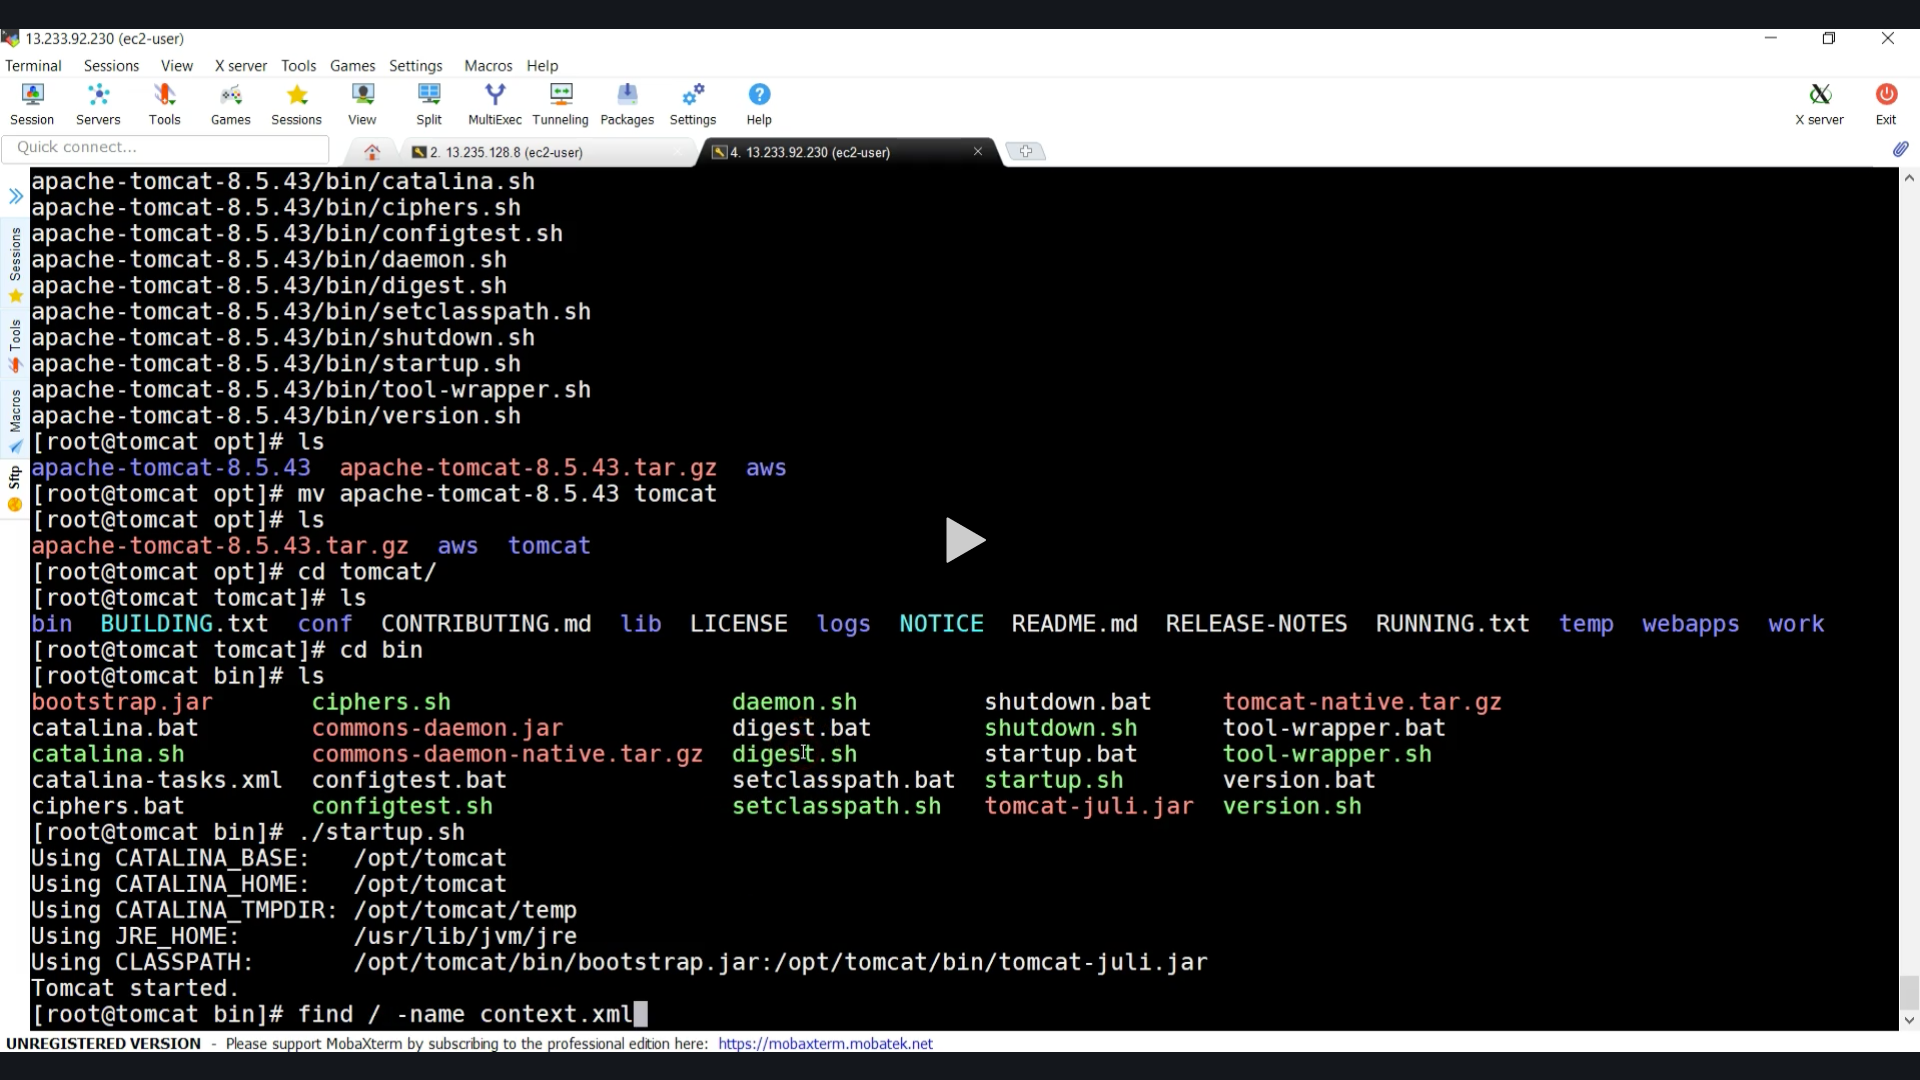 13.233.92.230 (ec2-user)
Terminal Sessions View X server Tools Games Settings Macros Help
Session Servers Tools Games Sessions View Split MultiExec Tunneling Packages Settings Help X server Exit
Quick connect... 2. 13.235.128.8 (ec2-user) 4. 13.233.92.230 (ec2-user)
Sessions
Tools
Macros
Sftp
apache-tomcat-8.5.43/bin/catalina.sh
apache-tomcat-8.5.43/bin/ciphers.sh
apache-tomcat-8.5.43/bin/configtest.sh
apache-tomcat-8.5.43/bin/daemon.sh
apache-tomcat-8.5.43/bin/digest.sh
apache-tomcat-8.5.43/bin/setclasspath.sh
apache-tomcat-8.5.43/bin/shutdown.sh
apache-tomcat-8.5.43/bin/startup.sh
apache-tomcat-8.5.43/bin/tool-wrapper.sh
apache-tomcat-8.5.43/bin/version.sh
[root@tomcat opt]# ls
apache-tomcat-8.5.43 apache-tomcat-8.5.43.tar.gz aws
[root@tomcat opt]# mv apache-tomcat-8.5.43 tomcat
[root@tomcat opt]# ls
apache-tomcat-8.5.43.tar.gz aws tomcat
[root@tomcat opt]# cd tomcat/
[root@tomcat tomcat]# ls
bin BUILDING.txt conf CONTRIBUTING.md lib LICENSE logs NOTICE README.md RELEASE-NOTES RUNNING.txt temp webapps work
[root@tomcat tomcat]# cd bin
[root@tomcat bin]# ls
bootstrap.jar ciphers.sh daemon.sh shutdown.bat tomcat-native.tar.gz
catalina.bat commons-daemon.jar digest.bat shutdown.sh tool-wrapper.bat
catalina.sh commons-daemon-native.tar.gz digest.sh startup.bat tool-wrapper.sh
catalina-tasks.xml configtest.bat setclasspath.bat startup.sh version.bat
ciphers.bat configtest.sh setclasspath.sh tomcat-juli.jar version.sh
[root@tomcat bin]# ./startup.sh
Using CATALINA_BASE: /opt/tomcat
Using CATALINA_HOME: /opt/tomcat
Using CATALINA_TMPDIR: /opt/tomcat/temp
Using JRE_HOME: /usr/lib/jvm/jre
Using CLASSPATH: /opt/tomcat/bin/bootstrap.jar:/opt/tomcat/bin/tomcat-juli.jar
Tomcat started.
[root@tomcat bin]# find / -name context.xml
UNREGISTERED VERSION - Please support MobaXterm by subscribing to the professional edition here: https://mobaxterm.mobatek.net